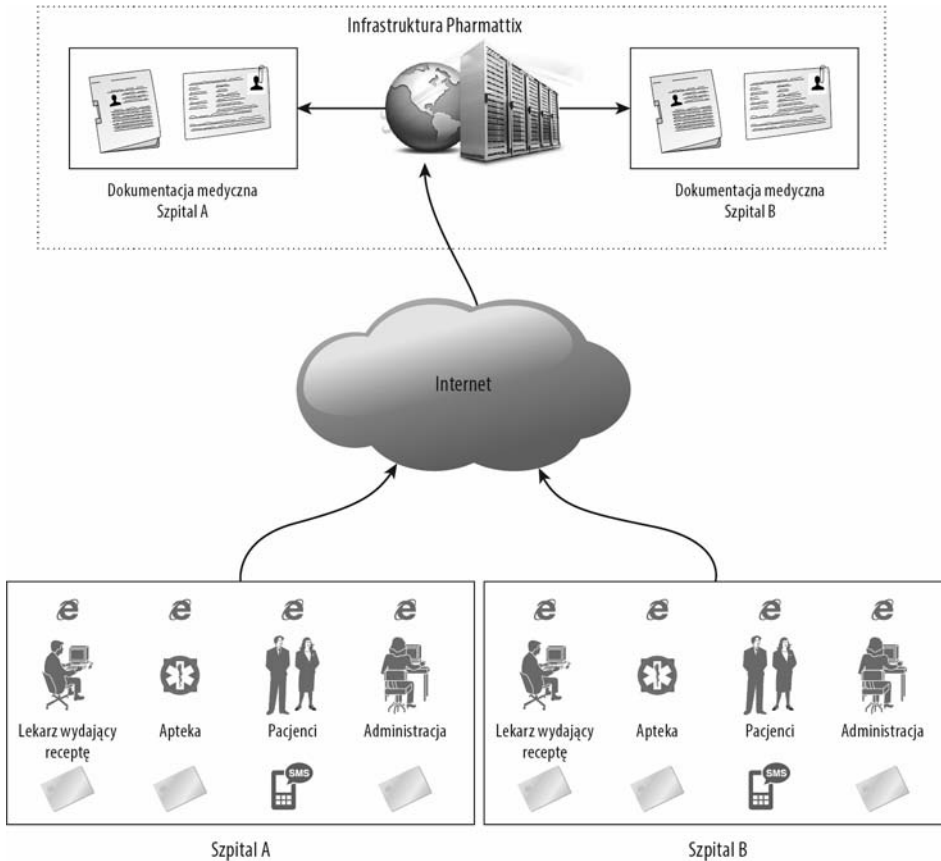 Infrastruktura Pharmattix
Dokumentacja medyczna
Szpital A
Dokumentacja medyczna
Szpital B
Internet
Lekarz wydający
receptę
Apteka
Pacjenci
Administracja
SMS
Szpital A
Lekarz wydający
receptę
Apteka
Pacjenci
Administracja
SMS
Szpital B